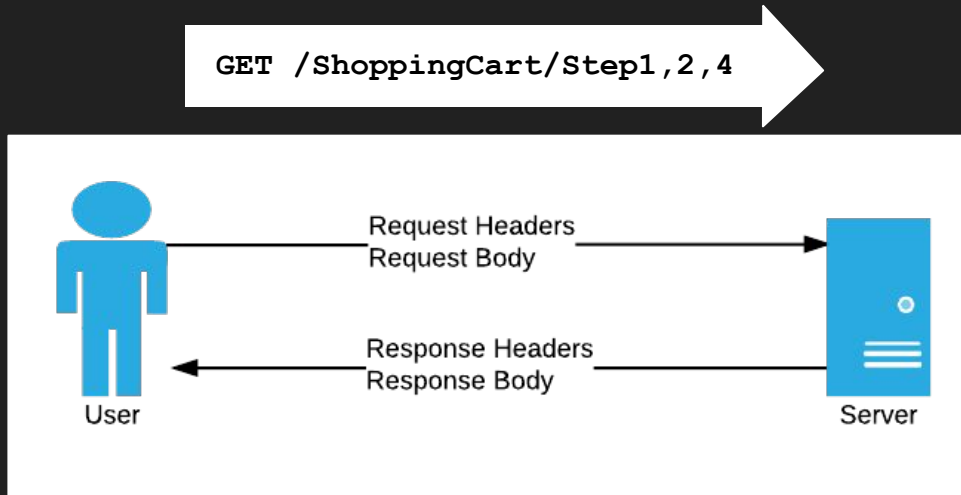 GET /ShoppingCart/Step1,2,4
Request Headers
Request Body
Response Headers
Response Body
User
Server